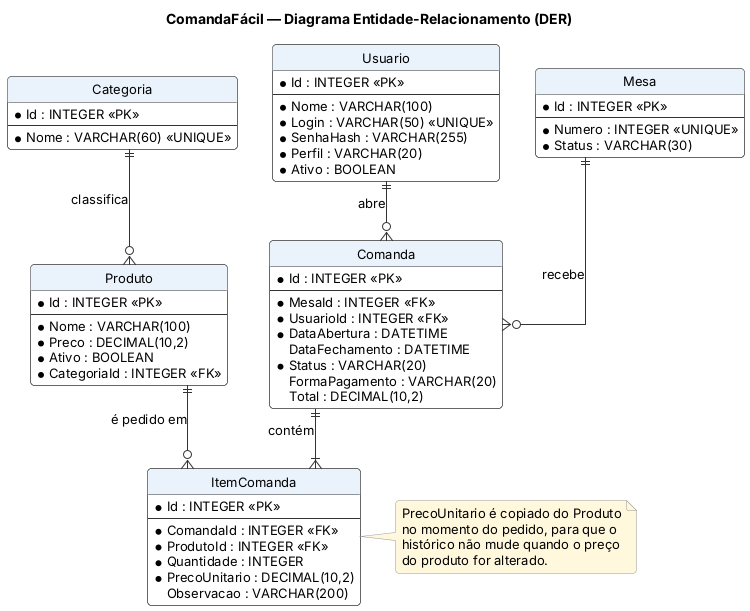 ComandaFácil — Diagrama Entidade-Relacionamento (DER)
Categoria
Id : INTEGER «PK»
Nome : VARCHAR(60) «UNIQUE»
Usuario
Id : INTEGER «PK»
Nome : VARCHAR(100)
Login : VARCHAR(50) «UNIQUE»
SenhaHash : VARCHAR(255)
Perfil : VARCHAR(20)
Ativo : BOOLEAN
Mesa
Id : INTEGER «PK»
Numero : INTEGER «UNIQUE»
Status : VARCHAR(30)
classifica
abre
recebe
Produto
Id : INTEGER «PK»
Nome : VARCHAR(100)
Preco : DECIMAL(10,2)
Ativo : BOOLEAN
CategoriaId : INTEGER «FK»
Comanda
Id : INTEGER «PK»
MesaId : INTEGER «FK»
UsuarioId : INTEGER «FK»
DataAbertura : DATETIME
DataFechamento : DATETIME
Status : VARCHAR(20)
FormaPagamento : VARCHAR(20)
Total : DECIMAL(10,2)
é pedido em
contém
ItemComanda
Id : INTEGER «PK»
ComandaId : INTEGER «FK»
ProdutoId : INTEGER «FK»
Quantidade : INTEGER
PrecoUnitario : DECIMAL(10,2)
Observacao : VARCHAR(200)
PrecoUnitario é copiado do Produto
no momento do pedido, para que o
histórico não mude quando o preço
do produto for alterado.